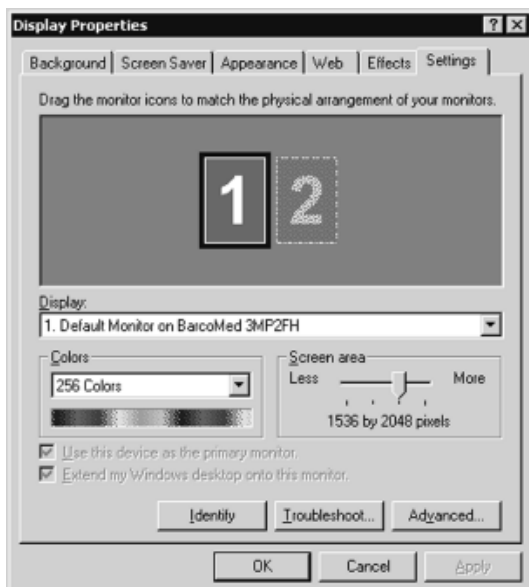 Display Properties
Background Screen Saver Appearance Web Effects Settings
Drag the monitor icons to match the physical arrangement of your monitors.
1 2
Display:
1. Default Monitor on BarcoMed 3MP2FH
Colors
256 Colors
Screen area
Less More
1536 by 2048 pixels
Use this device as the primary monitor.
Extend my Windows desktop onto this monitor.
Identify Troubleshoot... Advanced...
OK Cancel Apply